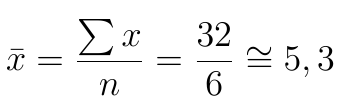 x̄ = ∑x / n = 32 / 6 ≅ 5,3